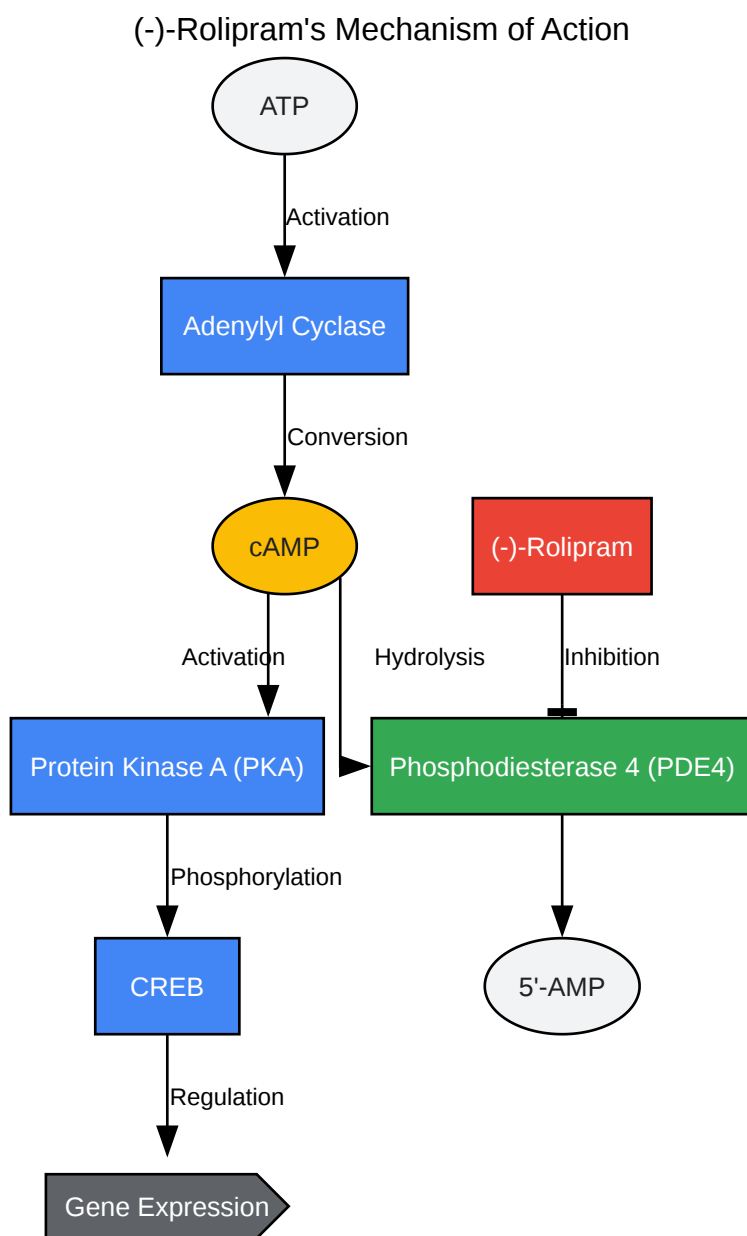 (-)-Rolipram's Mechanism of Action
ATP
Activation
Adenylyl Cyclase
Conversion
cAMP
(-)-Rolipram
Activation
Hydrolysis
Inhibition
Protein Kinase A (PKA)
Phosphodiesterase 4 (PDE4)
Phosphorylation
CREB
5'-AMP
Regulation
Gene Expression